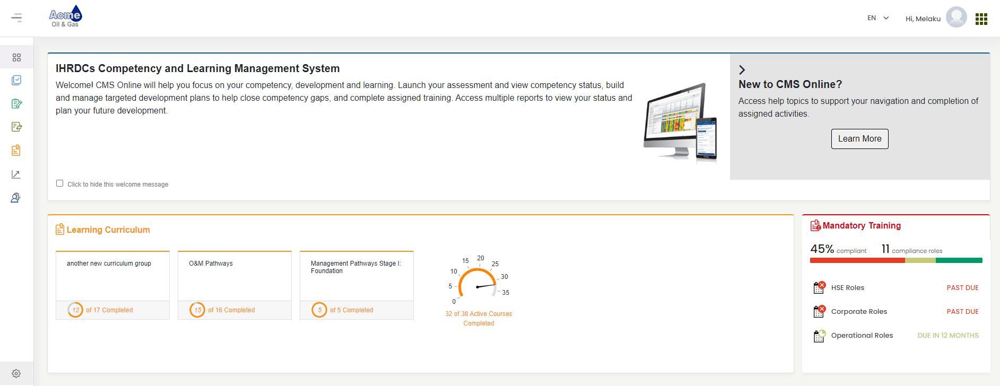 Acme
Oil & Gas
EN
Hi, Melaku
IHRDCs Competency and Learning Management System
Welcome! CMS Online will help you focus on your competency, development and learning. Launch your assessment and view competency status, build
and manage targeted development plans to help close competency gaps, and complete assigned training. Access multiple reports to view your status and
plan your future development.
Click to hide this welcome message
New to CMS Online?
Access help topics to support your navigation and completion of
assigned activities.
Learn More
Learning Curriculum
another new curriculum group
12 of 17 Completed
O&M Pathways
15 of 16 Completed
Management Pathways Stage I:
Foundation
5 of 5 Completed
0
5
10
15
20
25
30
35
32 of 38 Active Courses
Completed
Mandatory Training
45% compliant 11 compliance roles
HSE Roles PAST DUE
Corporate Roles PAST DUE
Operational Roles DUE IN 12 MONTHS